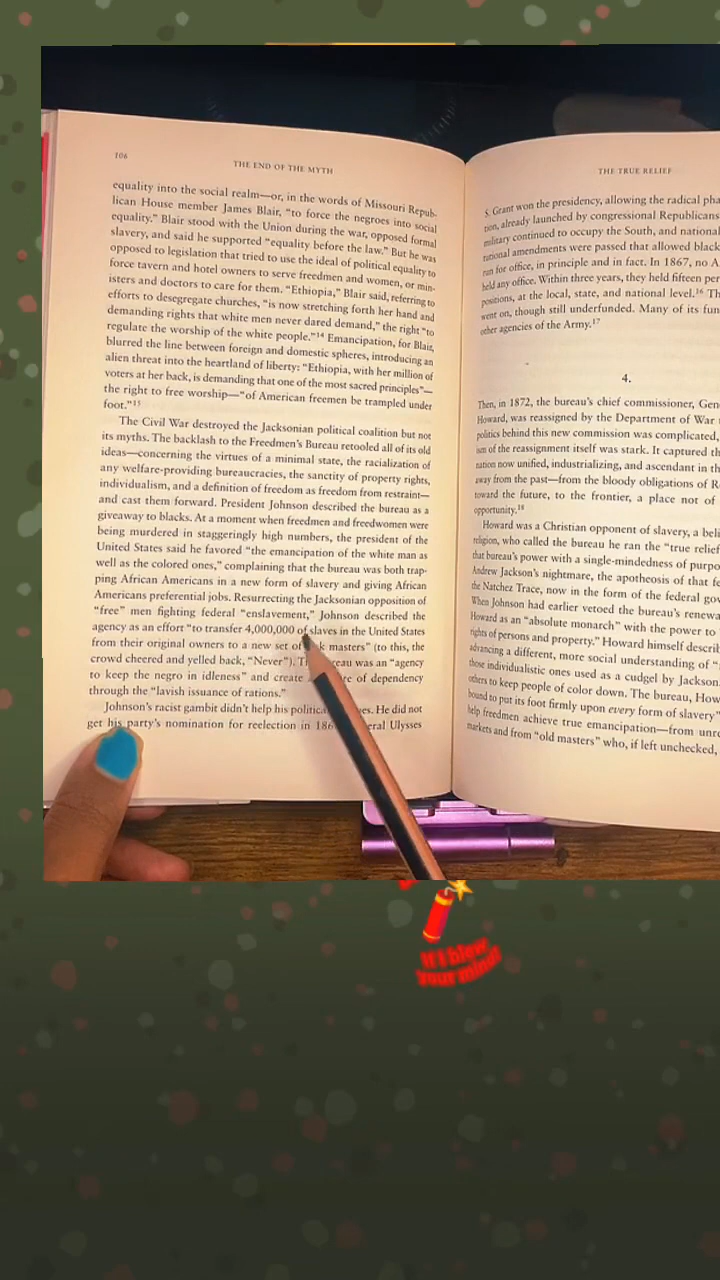 106
THE END OF THE MYTH
equality into the social realm—or, in the words of Missouri Repub-
lican House member James Blair, “to force the negroes into social
equality.” Blair stood with the Union during the war, opposed formal
slavery, and said he supported “equality before the law.” But he was
opposed to legislation that tried to use the ideal of political equality to
force tavern and hotel owners to serve freedmen and women, or min-
isters and doctors to care for them. “Ethiopia,” Blair said, referring to
efforts to desegregate churches, “is now stretching forth her hand and
demanding rights that white men never dared demand,” the right “to
regulate the worship of the white people.”14 Emancipation, for Blair,
blurred the line between foreign and domestic spheres, introducing an
alien threat into the heartland of liberty: “Ethiopia, with her million of
voters at her back, is demanding that one of the most sacred principles”—
the right to free worship—“of American freemen be trampled under
foot.”15
The Civil War destroyed the Jacksonian political coalition but not
its myths. The backlash to the Freedmen’s Bureau retooled all of its old
ideas—concerning the virtues of a minimal state, the racialization of
any welfare-providing bureaucracies, the sanctity of property rights,
individualism, and a definition of freedom as freedom from restraint—
and cast them forward. President Johnson described the bureau as a
giveaway to blacks. At a moment when freedmen and freedwomen were
being murdered in staggeringly high numbers, the president of the
United States said he favored “the emancipation of the white man as
well as the colored ones,” complaining that the bureau was both trap-
ping African Americans in a new form of slavery and giving African
Americans preferential jobs. Resurrecting the Jacksonian opposition of
“free” men fighting federal “enslavement,” Johnson described the
agency as an effort “to transfer 4,000,000 of slaves in the United States
from their original owners to a new set of masters” (to this, the
crowd cheered and yelled back, “Never”). was an “agency
to keep the negro in idleness” and create of dependency
through the “lavish issuance of rations.”
Johnson’s racist gambit didn’t help his He did not
get his party’s nomination for reelection in Ulysses
THE TRUE RELIEF
S. Grant won the presidency, allowing the radical
tion, already launched by congressional Republicans
military continued to occupy the South, and national
amendments were passed that allowed black
run for office, in principle and in fact. In 1867, no
held any office. Within three years, they held fifteen
positions, at the local, state, and national level.16
went on, though still underfunded. Many of its
other agencies of the Army.17
4.
Then, in 1872, the bureau’s chief commissioner,
Howard, was reassigned by the Department of War
politics behind this new commission was complicated,
ism of the reassignment itself was stark. It captured
nation now unified, industrializing, and ascendant in
away from the past—from the bloody obligations of
toward the future, to the frontier, a place not of
opportunity.18
Howard was a Christian opponent of slavery, a
religion, who called the bureau he ran the “true
that bureau’s power with a single-mindedness of
Andrew Jackson’s nightmare, the apotheosis of that
the Natchez Trace, now in the form of the federal
When Johnson had earlier vetoed the bureau’s
Howard as an “absolute monarch” with the power to
rights of persons and property.” Howard himself
advancing a different, more social understanding of
those individualistic ones used as a cudgel by Jackson
others to keep people of color down. The bureau,
bound to put its foot firmly upon every form of slavery”
help freedmen achieve true emancipation—from
markets and from “old masters” who, if left unchecked,
If I blew
your mind!